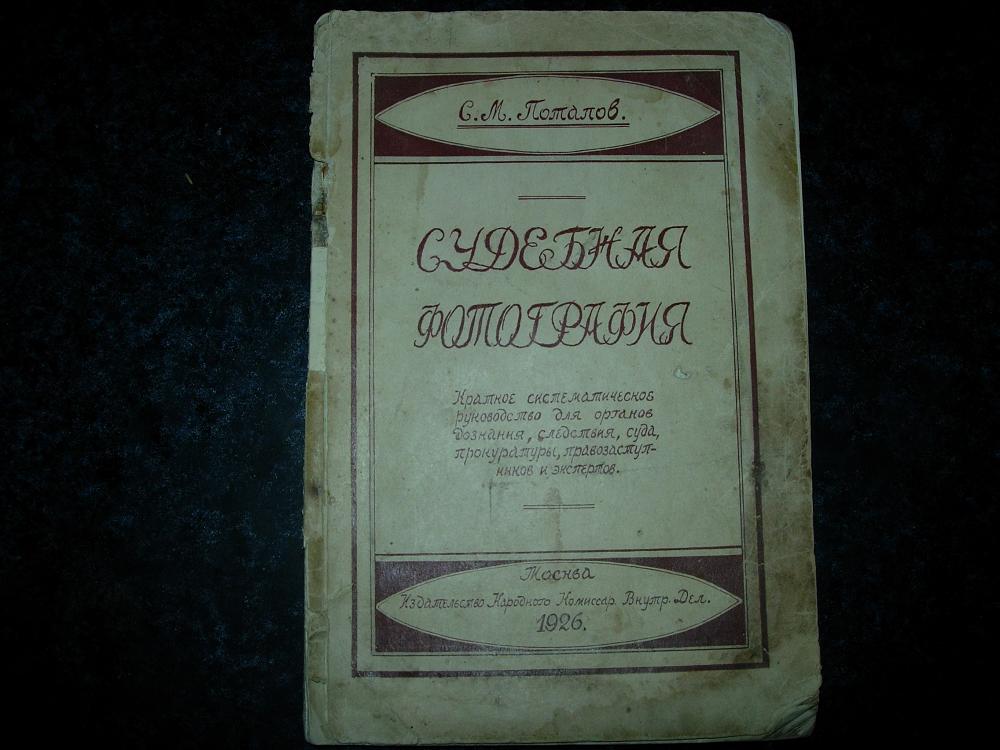 С. М. Потапов.
СУДЕБНАЯ
ФОТОГРАФИЯ
Краткое систематическое
руководство для органов
дознания, следствия, суда,
прокуратуры, правозаступ-
ников и экспертов.
Москва
Издательство Народного Комиссар. Внутр. Дел.
1926.